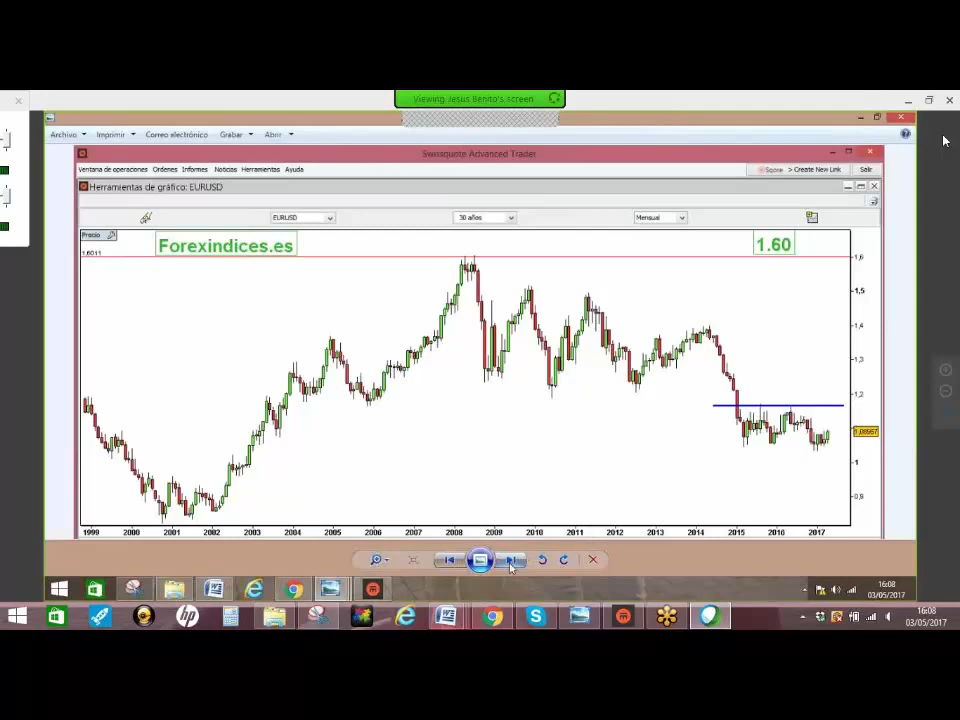 Viewing Jesus Benito's screen
Archivo Imprimir Correo electrónico Grabar Abrir
Swissquote Advanced Trader
Ventana de operaciones Ordenes Informes Noticias Herramientas Ayuda
> Create New Link Salir
Herramientas de gráfico: EURUSD
EURUSD 30 años Mensual
Precio
Forexindices.es 1.60
1,6011
1,6
1,5
1,4
1,3
1,2
1,08957
1
0,9
1999 2000 2001 2002 2003 2004 2005 2006 2007 2008 2009 2010 2011 2012 2013 2014 2015 2016 2017
16:08
03/05/2017
16:08
03/05/2017